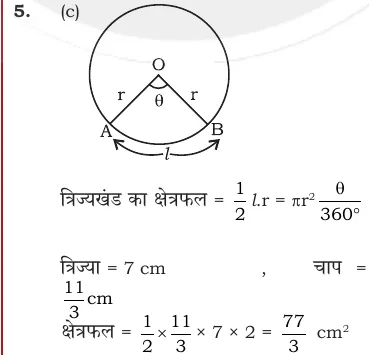 5. (c)
O
r θ r
A B
l
त्रिज्यखंड का क्षेत्रफल = 1/2 l.r = πr² θ/360°
त्रिज्या = 7 cm , चाप =
11/3 cm
क्षेत्रफल = 1/2 × 11/3 × 7 × 2 = 77/3 cm²